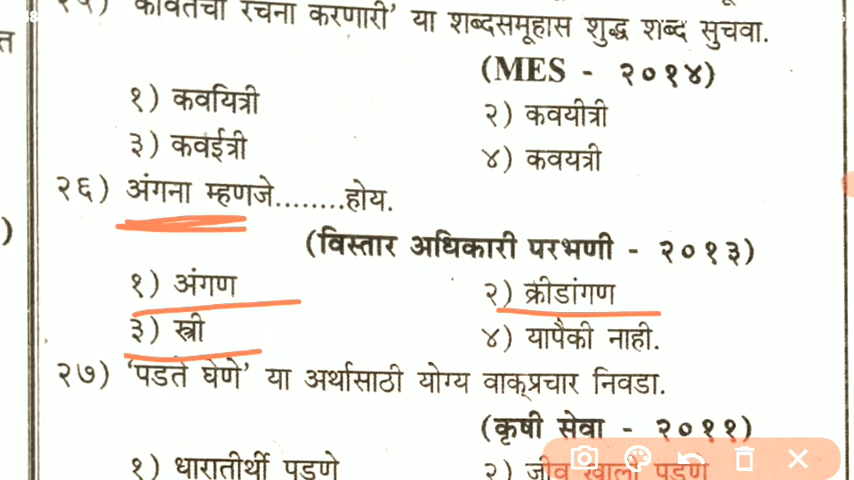 २५) 'कवितेची रचना करणारी' या शब्दसमूहास शुद्ध शब्द सुचवा.
(MES - २०१४)
१) कवयित्री २) कवयीत्री
३) कवईत्री ४) कवयत्री
२६) अंगना म्हणजे........होय.
(विस्तार अधिकारी परभणी - २०१३)
१) अंगण २) क्रीडांगण
३) स्त्री ४) यापैकी नाही.
२७) 'पडते घेणे' या अर्थासाठी योग्य वाक्प्रचार निवडा.
(कृषी सेवा - २०११)
१) धारातीर्थी पडणे २) जीव खाली पडणे